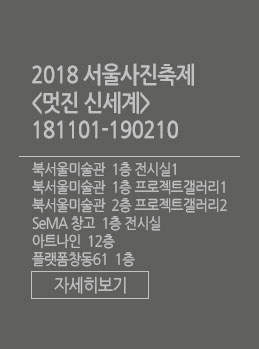 2018 서울사진축제
<멋진 신세계>
181101-190210
북서울미술관 1층 전시실1
북서울미술관 1층 프로젝트갤러리1
북서울미술관 2층 프로젝트갤러리2
SeMA 창고 1층 전시실
아트나인 12층
플랫폼창동61 1층
자세히보기